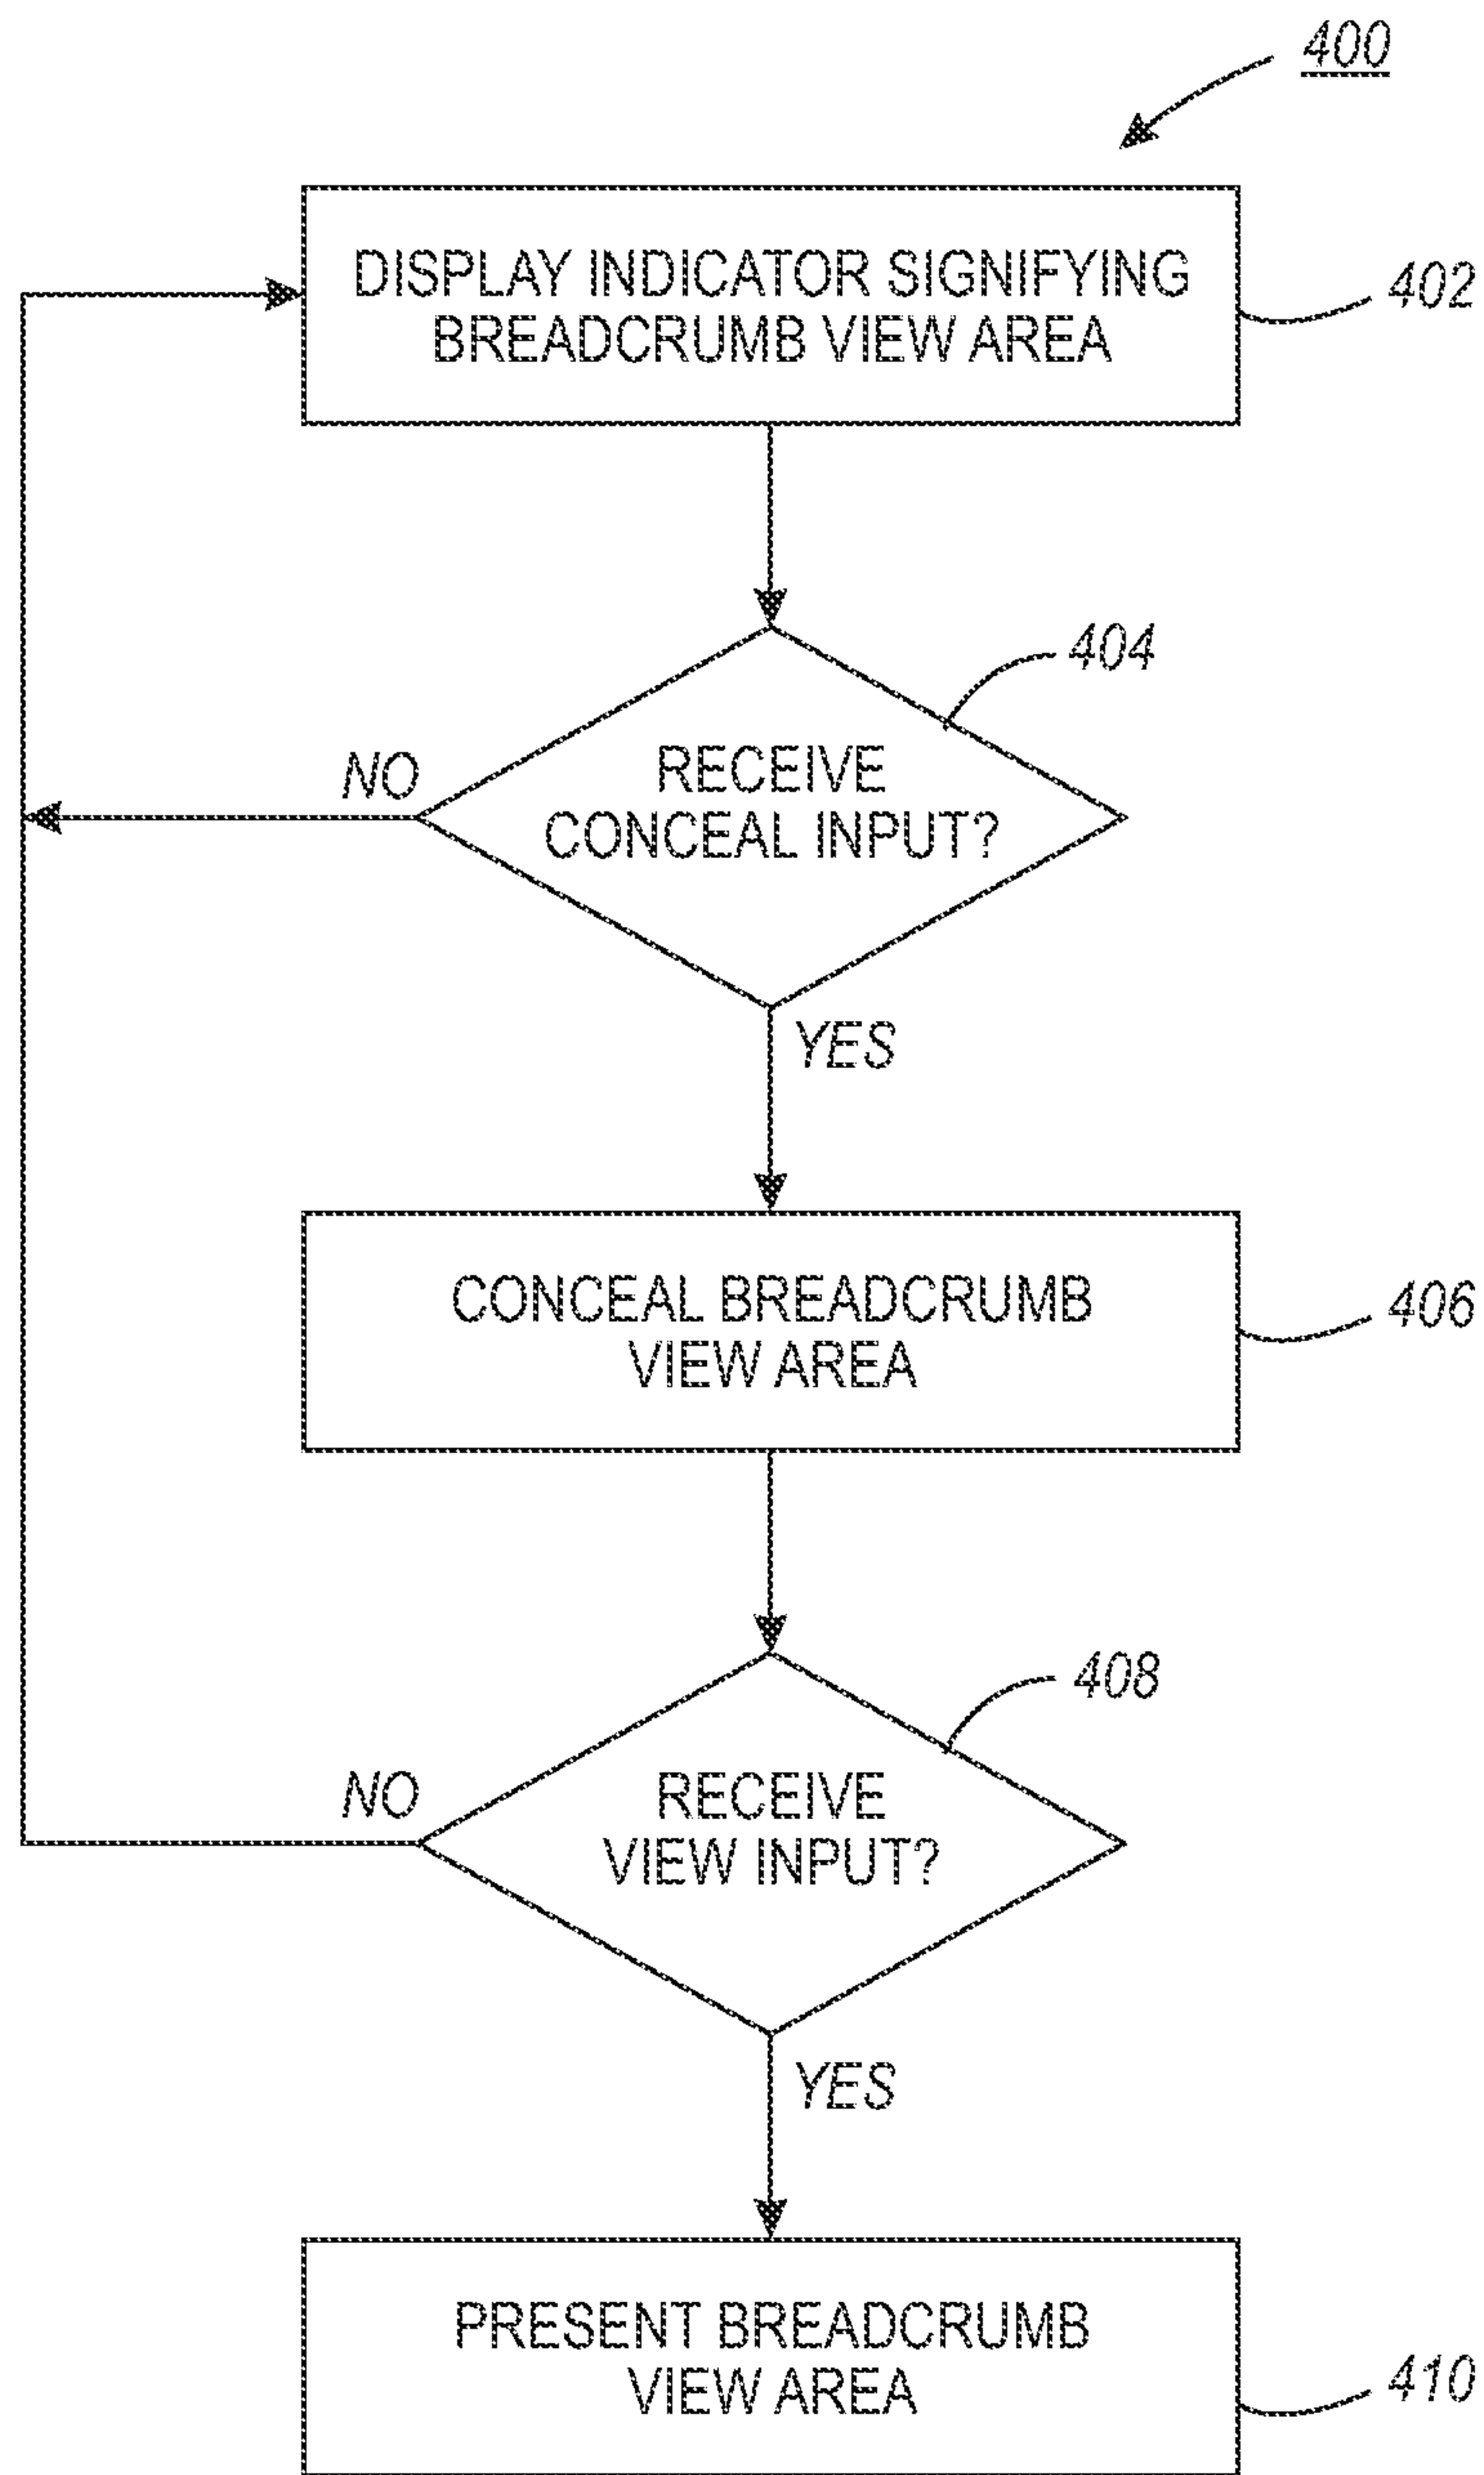 400
DISPLAY INDICATOR SIGNIFYING
BREADCRUMB VIEW AREA
402
404
RECEIVE
CONCEAL INPUT?
NO
YES
CONCEAL BREADCRUMB
VIEW AREA
406
408
RECEIVE
VIEW INPUT?
NO
YES
PRESENT BREADCRUMB
VIEW AREA
410